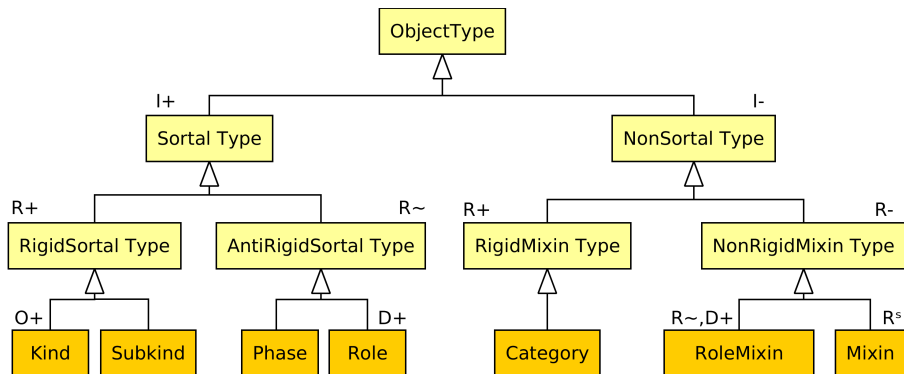 ObjectType
I+
I-
Sortal Type
NonSortal Type
R+
R~
R+
R-
RigidSortal Type
AntiRigidSortal Type
RigidMixin Type
NonRigidMixin Type
O+
D+
R~,D+
Rˢ
Kind
Subkind
Phase
Role
Category
RoleMixin
Mixin